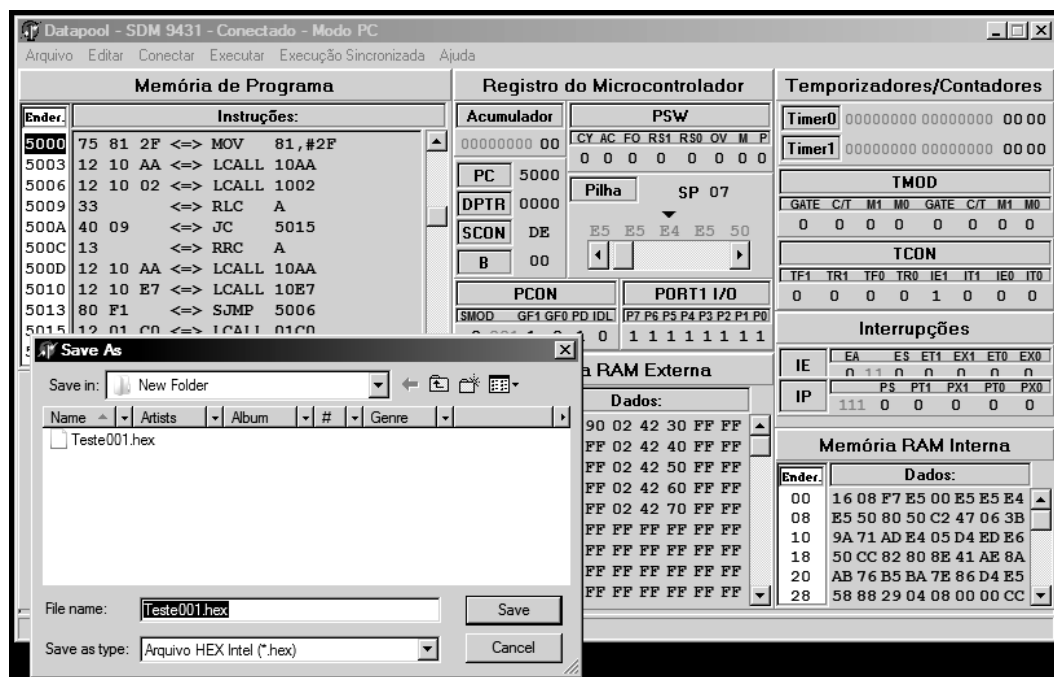 Datapool - SDM 9431 - Conectado - Modo PC
Arquivo Editar Conectar Executar Execução Sincronizada Ajuda
Memória de Programa
Ender. Instruções:
5000 75 81 2F <=> MOV 81,#2F
5003 12 10 AA <=> LCALL 10AA
5006 12 10 02 <=> LCALL 1002
5009 33 <=> RLC A
500A 40 09 <=> JC 5015
500C 13 <=> RRC A
500D 12 10 AA <=> LCALL 10AA
5010 12 10 E7 <=> LCALL 10E7
5013 80 F1 <=> SJMP 5006
5015 12 01 C0 <=> LCALL 01C0
Registro do Microcontrolador
Acumulador
00000000 00
PC 5000
DPTR 0000
SCON DE
B 00
PSW
CY AC FO RS1 RS0 OV M P
0 0 0 0 0 0 0 0
Pilha SP 07
E5 E5 E4 E5 50
PCON
SMOD GF1 GF0 PD IDL
PORT1 I/O
P7 P6 P5 P4 P3 P2 P1 P0
1 1 1 1 1 1 1 1
RAM Externa
Dados:
90 02 42 30 FF FF
FF 02 42 40 FF FF
FF 02 42 50 FF FF
FF 02 42 60 FF FF
FF 02 42 70 FF FF
FF FF FF FF FF FF
FF FF FF FF FF FF
FF FF FF FF FF FF
FF FF FF FF FF FF
Temporizadores/Contadores
Timer0 00000000 00000000 00 00
Timer1 00000000 00000000 00 00
TMOD
GATE C/T M1 M0 GATE C/T M1 M0
0 0 0 0 0 0 0 0
TCON
TF1 TR1 TF0 TR0 IE1 IT1 IE0 IT0
0 0 0 0 1 0 0 0
Interrupções
EA ES ET1 EX1 ET0 EX0
IE 0 11 0 0 0 0 0
PS PT1 PX1 PT0 PX0
IP 111 0 0 0 0 0
Memória RAM Interna
Ender. Dados:
00 16 08 F7 E5 00 E5 E5 E4
08 E5 50 80 50 C2 47 06 3B
10 9A 71 AD E4 05 D4 ED E6
18 50 CC 82 80 8E 41 AE 8A
20 AB 76 B5 BA 7E 86 D4 E5
28 58 88 29 04 08 00 00 CC
Save As
Save in: New Folder
Name Artists Album # Genre
Teste001.hex
File name: Teste001.hex
Save
Save as type: Arquivo HEX Intel (*.hex)
Cancel